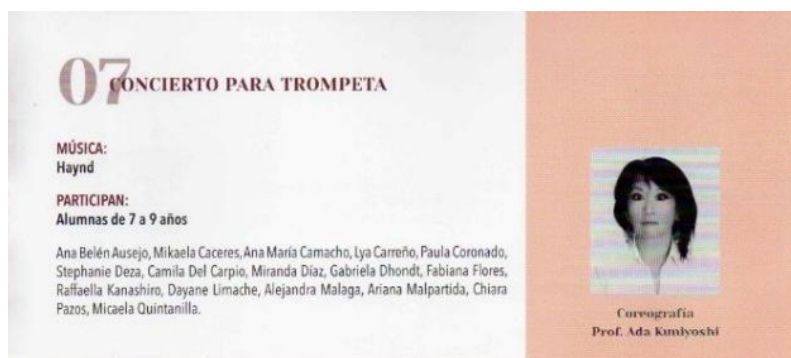 07
CONCIERTO PARA TROMPETA
MÚSICA:
Haynd
PARTICIPAN:
Alumnas de 7 a 9 años
Ana Belén Ausejo, Mikaela Caceres, Ana María Camacho, Lya Carreño, Paula Coronado,
Stephanie Deza, Camila Del Carpio, Miranda Díaz, Gabriela Dhondt, Fabiana Flores,
Raffaella Kanashiro, Dayane Limache, Alejandra Malaga, Ariana Malpartida, Chiara
Pazos, Micaela Quintanilla.
Coreografía
Prof. Ada Kuniyoshi